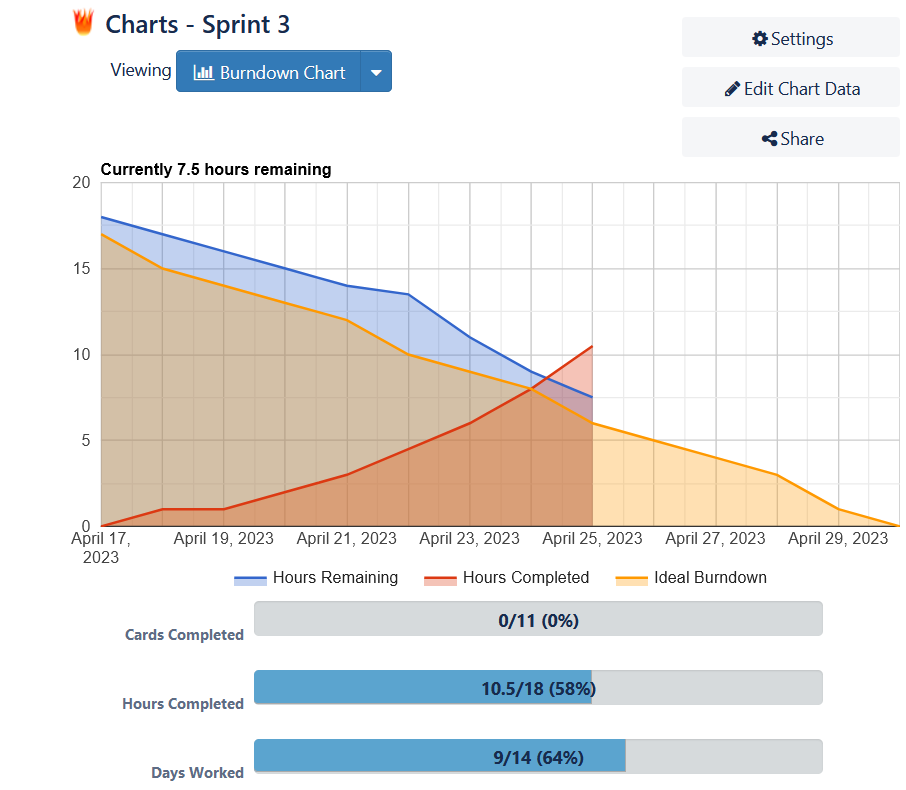 Charts - Sprint 3
Viewing Burndown Chart
Settings
Edit Chart Data
Share
Currently 7.5 hours remaining
20
15
10
5
0
April 17, 2023 April 19, 2023 April 21, 2023 April 23, 2023 April 25, 2023 April 27, 2023 April 29, 2023
Hours Remaining Hours Completed Ideal Burndown
Cards Completed 0/11 (0%)
Hours Completed 10.5/18 (58%)
Days Worked 9/14 (64%)